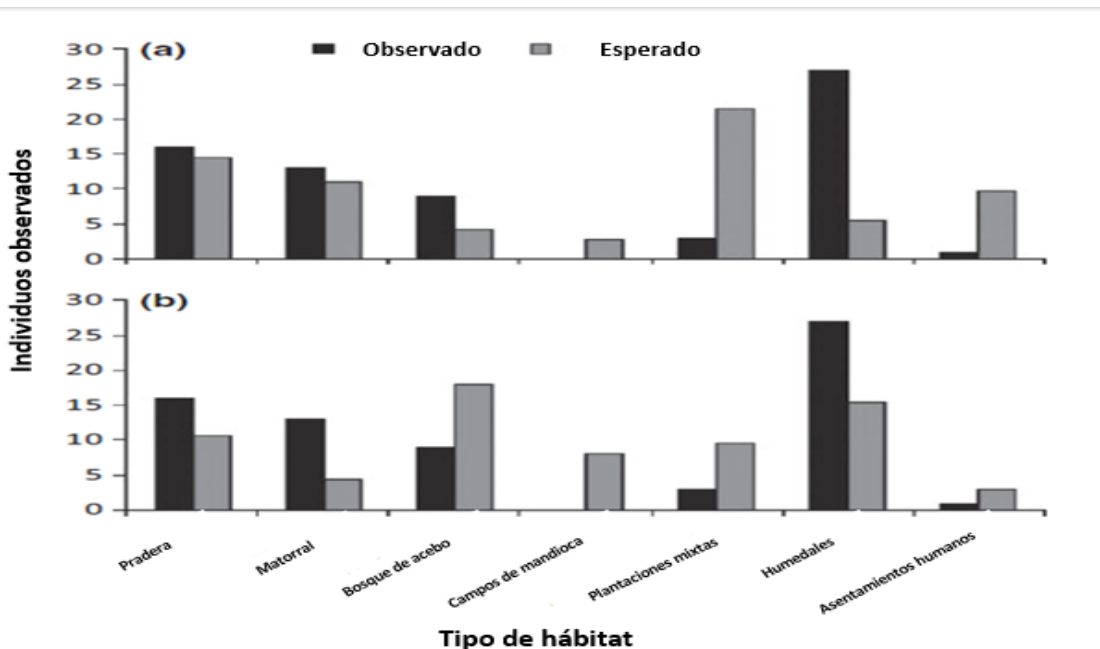 (a) Observado Esperado
30
25
20
15
10
5
0
Individuos observados
(b)
30
25
20
15
10
5
0
Pradera
Matorral
Bosque de acebo
Campos de mandioca
Plantaciones mixtas
Humedales
Asentamientos humanos
Tipo de hábitat